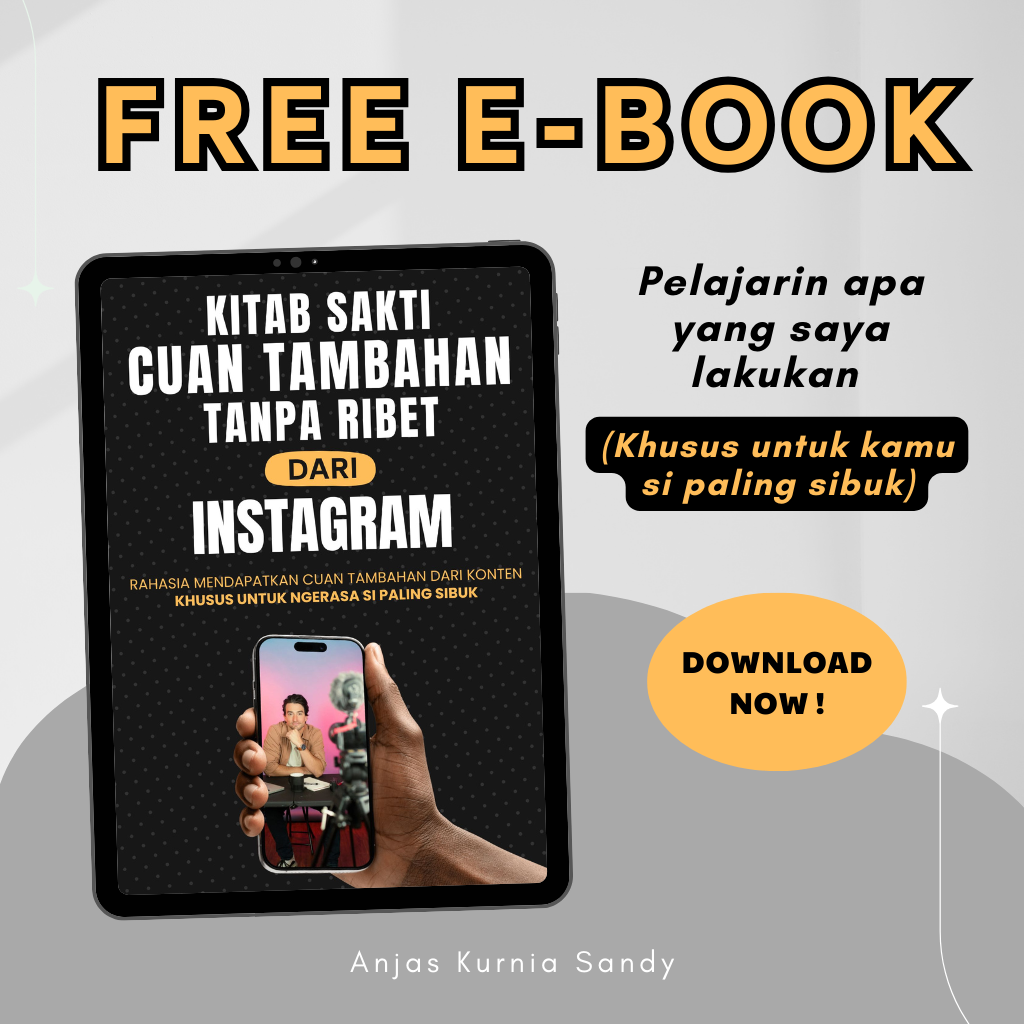 FREE E-BOOK
KITAB SAKTI
CUAN TAMBAHAN
TANPA RIBET
DARI
INSTAGRAM
RAHASIA MENDAPATKAN CUAN TAMBAHAN DARI KONTEN
KHUSUS UNTUK NGERASA SI PALING SIBUK
Pelajarin apa
yang saya
lakukan
(Khusus untuk kamu
si paling sibuk)
DOWNLOAD
NOW !
Anjas Kurnia Sandy